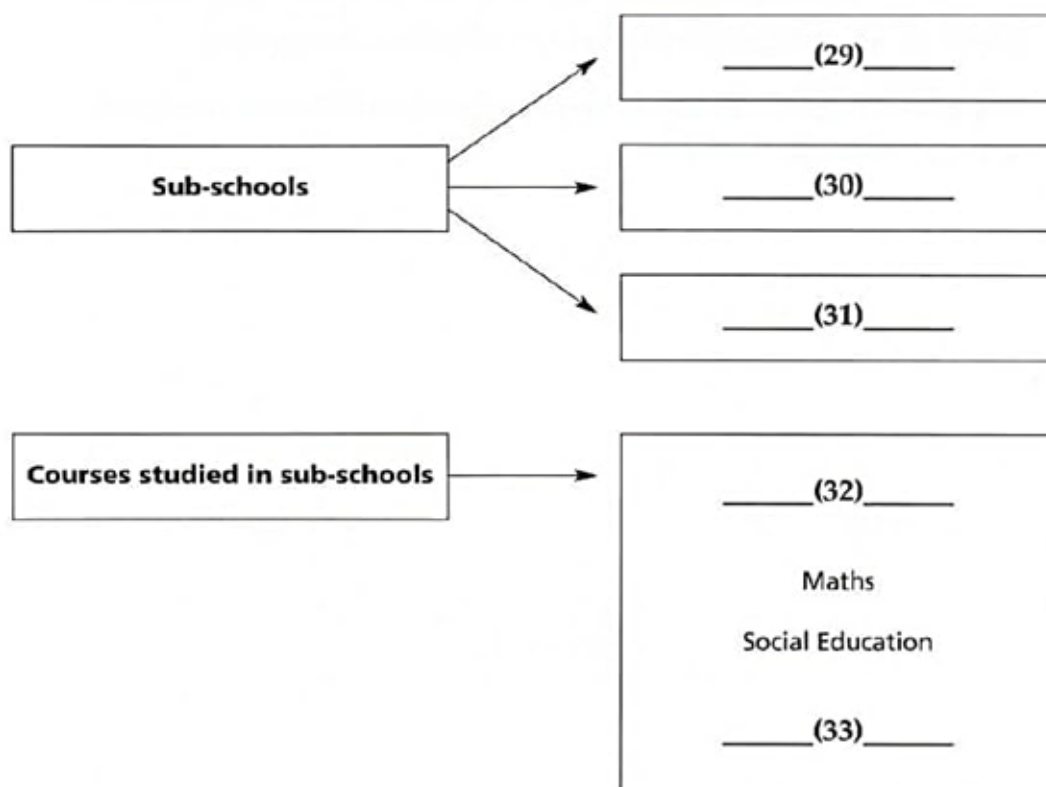 ______(29)______
Sub-schools
______(30)______
______(31)______
Courses studied in sub-schools
______(32)______
Maths
Social Education
______(33)______